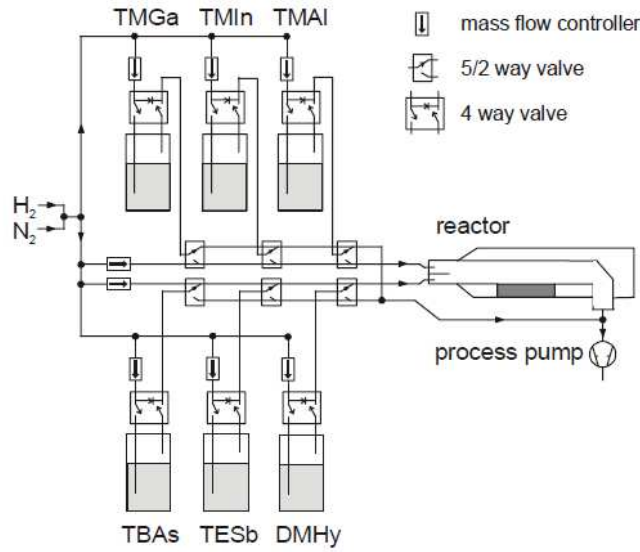 TMGa TMIn TMAl
mass flow controller
5/2 way valve
4 way valve
H₂
N₂
reactor
process pump
TBAs TESb DMHy